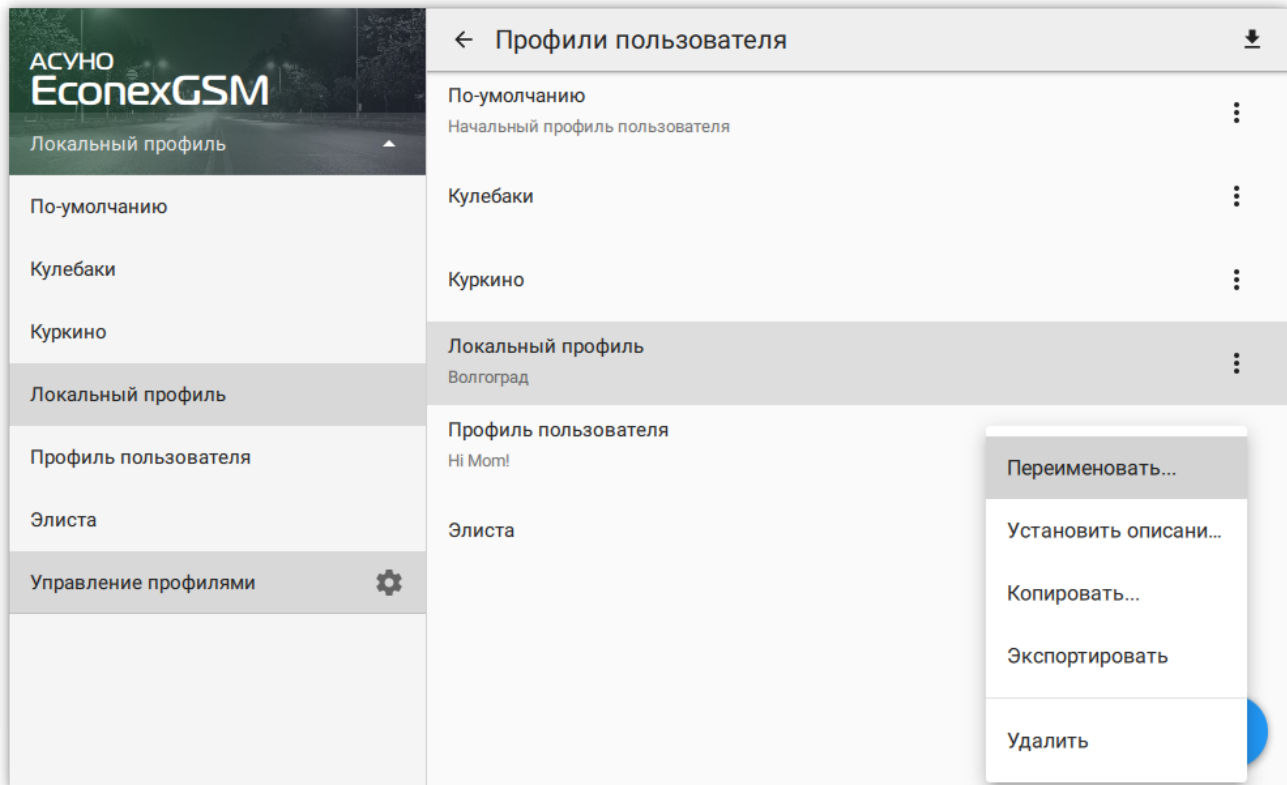 АСУНО
EconexGSM
Локальный профиль
По-умолчанию
Кулебаки
Куркино
Локальный профиль
Профиль пользователя
Элиста
Управление профилями
Профили пользователя
По-умолчанию
Начальный профиль пользователя
Кулебаки
Куркино
Локальный профиль
Волгоград
Профиль пользователя
Hi Mom!
Элиста
Переименовать...
Установить описани...
Копировать...
Экспортировать
Удалить